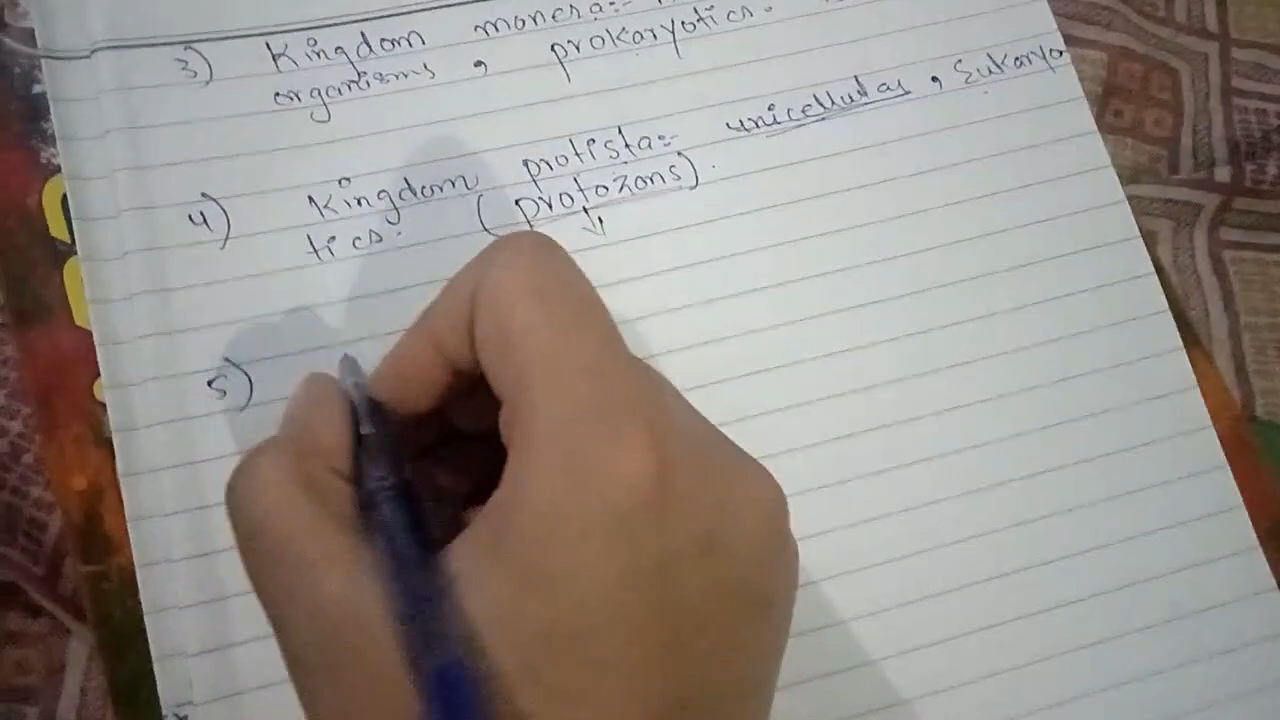 3) Kingdom monera:-
organisms, prokaryotics.
4) Kingdom protista:- unicellular, Eukaryo
tics. (protozons).
5)